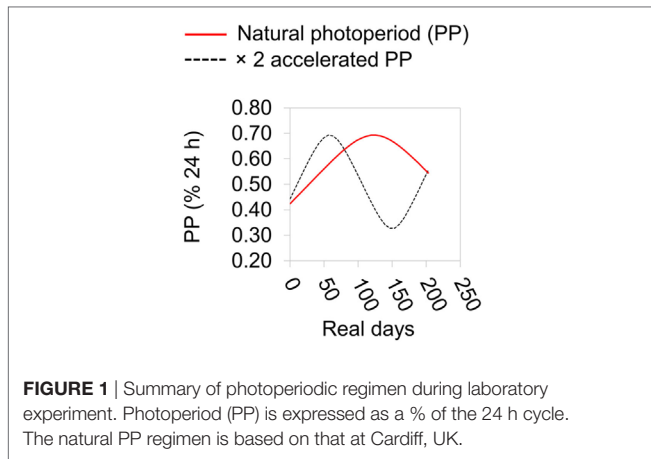 Natural photoperiod (PP)
× 2 accelerated PP
0.80
0.70
0.60
0.50
0.40
0.30
0.20
PP (% 24 h)
0
50
100
150
200
250
Real days
FIGURE 1 | Summary of photoperiodic regimen during laboratory
experiment. Photoperiod (PP) is expressed as a % of the 24 h cycle.
The natural PP regimen is based on that at Cardiff, UK.